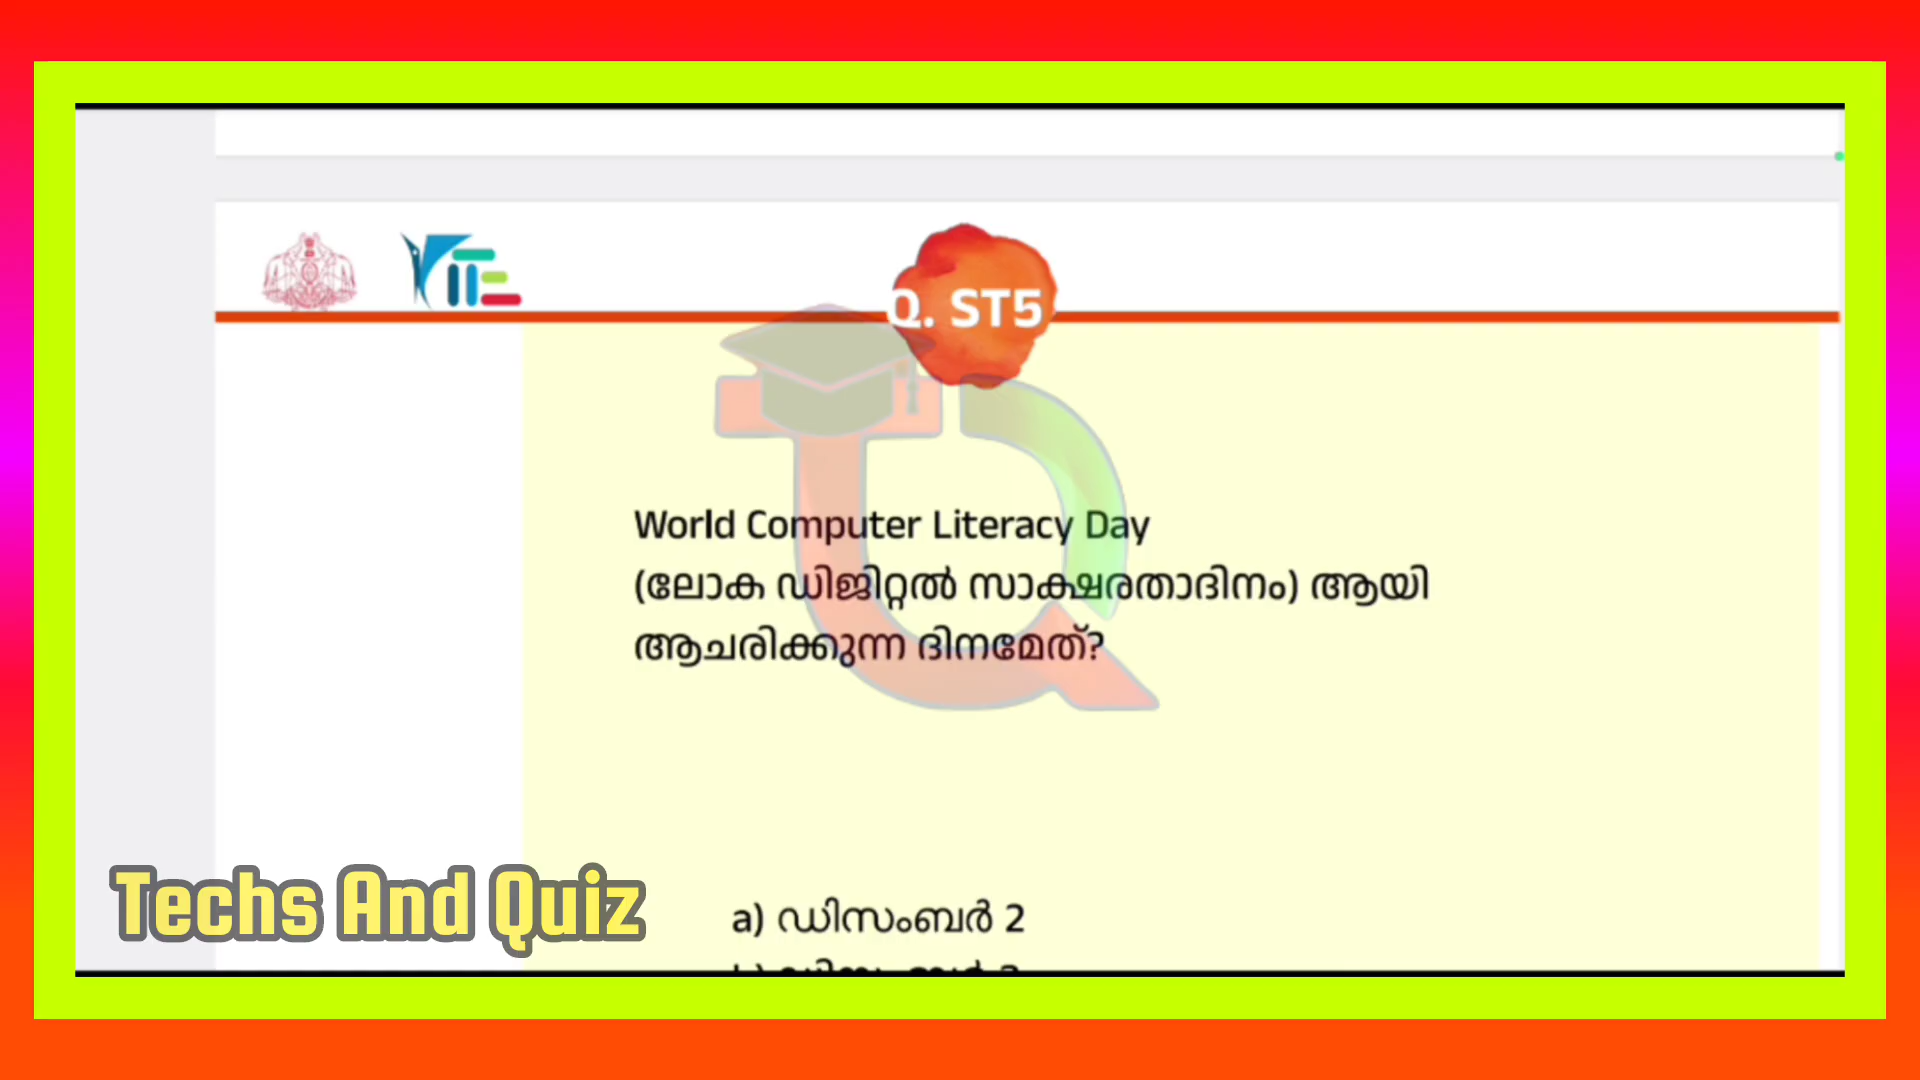 Q. ST5
World Computer Literacy Day
(ലോക ഡിജിറ്റൽ സാക്ഷരതാദിനം) ആയി
ആചരിക്കുന്ന ദിനമേത്?
a) ഡിസംബർ 2
Techs And Quiz